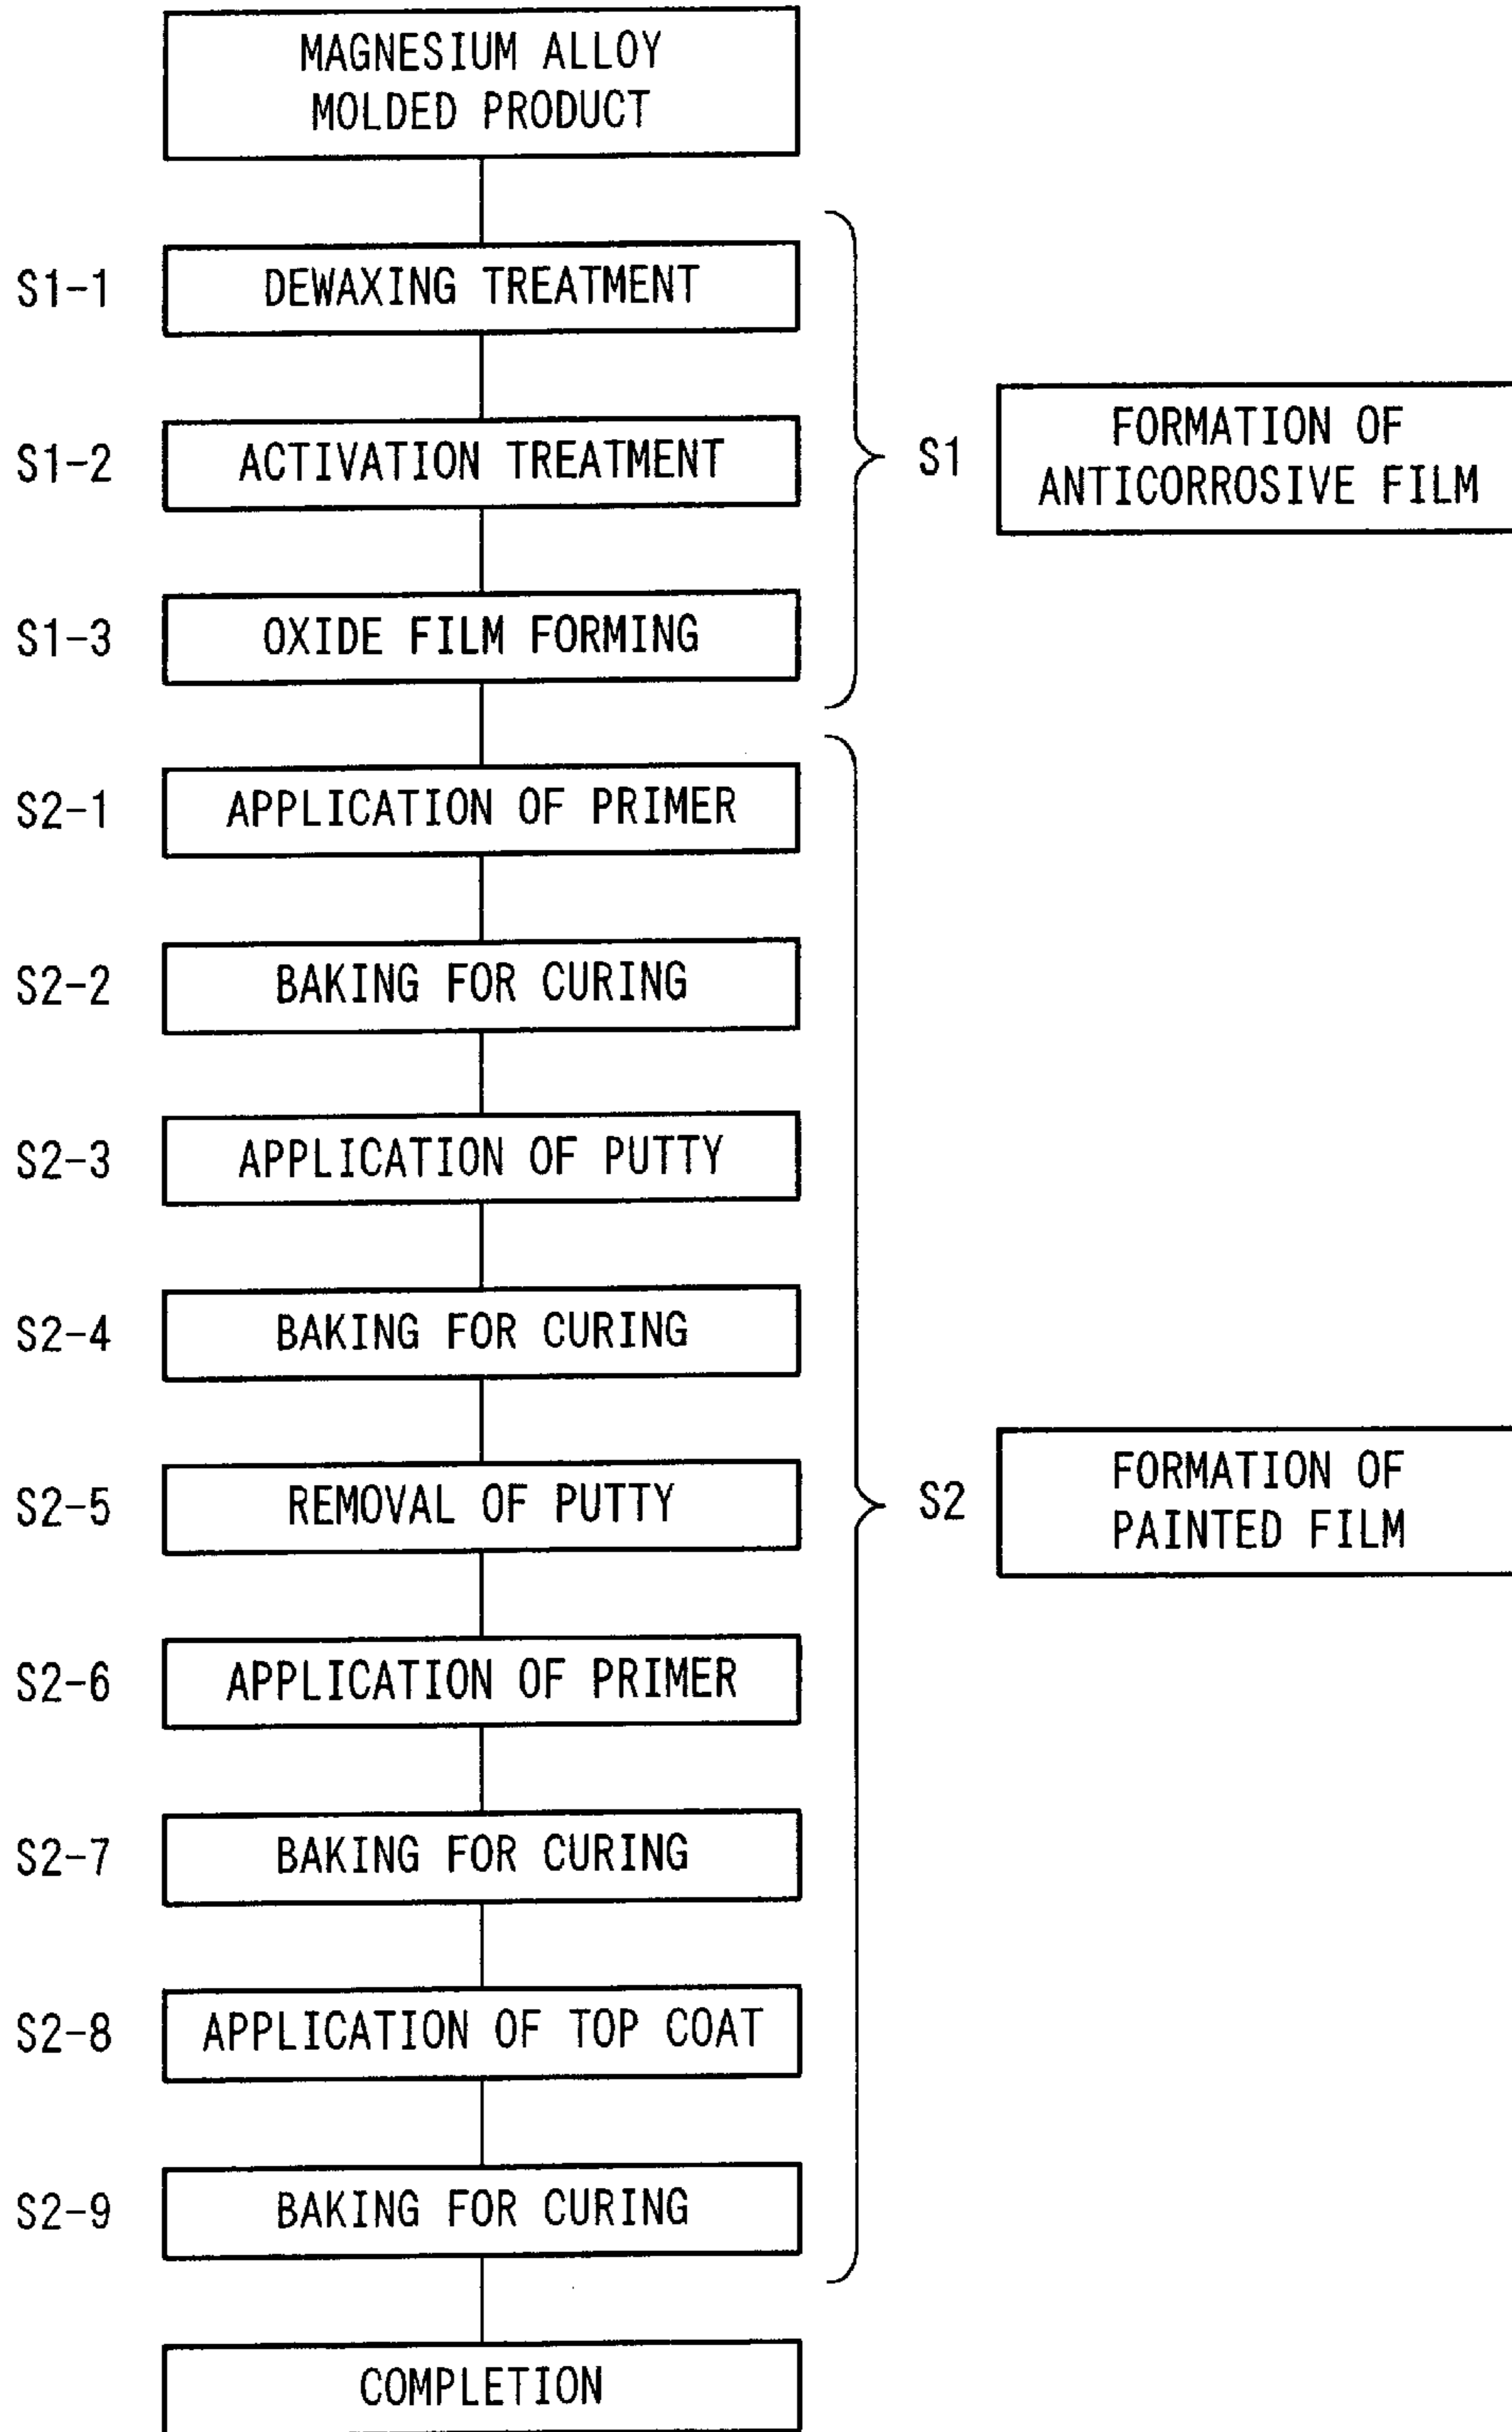 MAGNESIUM ALLOY
MOLDED PRODUCT
S1-1 DEWAXING TREATMENT
S1-2 ACTIVATION TREATMENT
S1-3 OXIDE FILM FORMING
S1 FORMATION OF
ANTICORROSIVE FILM
S2-1 APPLICATION OF PRIMER
S2-2 BAKING FOR CURING
S2-3 APPLICATION OF PUTTY
S2-4 BAKING FOR CURING
S2-5 REMOVAL OF PUTTY
S2-6 APPLICATION OF PRIMER
S2-7 BAKING FOR CURING
S2-8 APPLICATION OF TOP COAT
S2-9 BAKING FOR CURING
S2 FORMATION OF
PAINTED FILM
COMPLETION